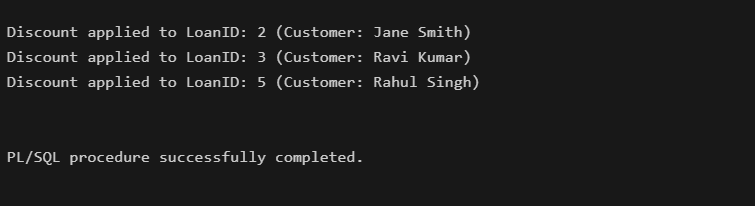 Discount applied to LoanID: 2 (Customer: Jane Smith)
Discount applied to LoanID: 3 (Customer: Ravi Kumar)
Discount applied to LoanID: 5 (Customer: Rahul Singh)
PL/SQL procedure successfully completed.